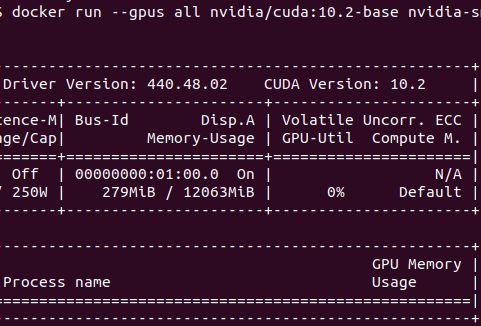 $ docker run --gpus all nvidia/cuda:10.2-base nvidia-s
Driver Version: 440.48.02 CUDA Version: 10.2 |
tence-M| Bus-Id Disp.A | Volatile Uncorr. ECC |
age/Cap| Memory-Usage | GPU-Util Compute M. |
Off | 00000000:01:00.0 On | N/A |
/ 250W | 279MiB / 12063MiB | 0% Default |
GPU Memory |
Process name Usage |